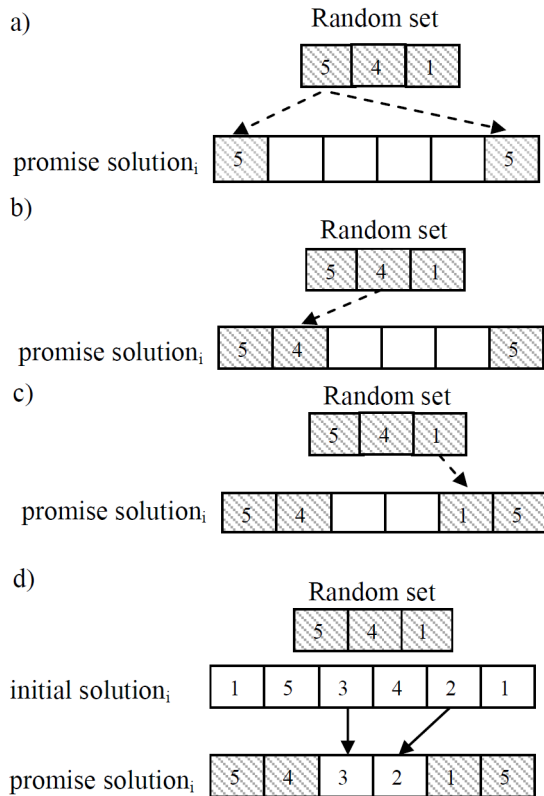 a)
Random set
5 4 1
promise solutionᵢ 5 5
b)
Random set
5 4 1
promise solutionᵢ 5 4 5
c)
Random set
5 4 1
promise solutionᵢ 5 4 1 5
d)
Random set
5 4 1
initial solutionᵢ 1 5 3 4 2 1
promise solutionᵢ 5 4 3 2 1 5